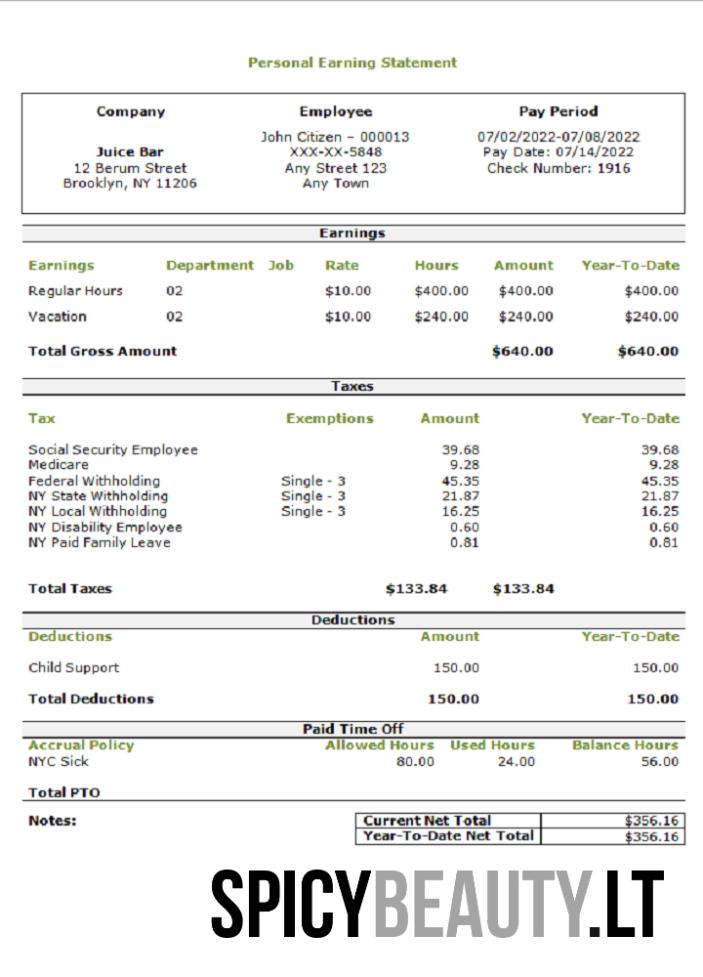 Personal Earning Statement
Company Employee Pay Period
John Citizen – 000013 07/02/2022-07/08/2022
Juice Bar XXX-XX-5848 Pay Date: 07/14/2022
12 Berum Street Any Street 123 Check Number: 1916
Brooklyn, NY 11206 Any Town
Earnings
Earnings Department Job Rate Hours Amount Year-To-Date
Regular Hours 02 $10.00 $400.00 $400.00 $400.00
Vacation 02 $10.00 $240.00 $240.00 $240.00
Total Gross Amount $640.00 $640.00
Taxes
Tax Exemptions Amount Year-To-Date
Social Security Employee 39.68 39.68
Medicare 9.28 9.28
Federal Withholding Single - 3 45.35 45.35
NY State Withholding Single - 3 21.87 21.87
NY Local Withholding Single - 3 16.25 16.25
NY Disability Employee 0.60 0.60
NY Paid Family Leave 0.81 0.81
Total Taxes $133.84 $133.84
Deductions
Deductions Amount Year-To-Date
Child Support 150.00 150.00
Total Deductions 150.00 150.00
Paid Time Off
Accrual Policy Allowed Hours Used Hours Balance Hours
NYC Sick 80.00 24.00 56.00
Total PTO
Notes: Current Net Total $356.16
Year-To-Date Net Total $356.16
SPICYBEAUTY.LT